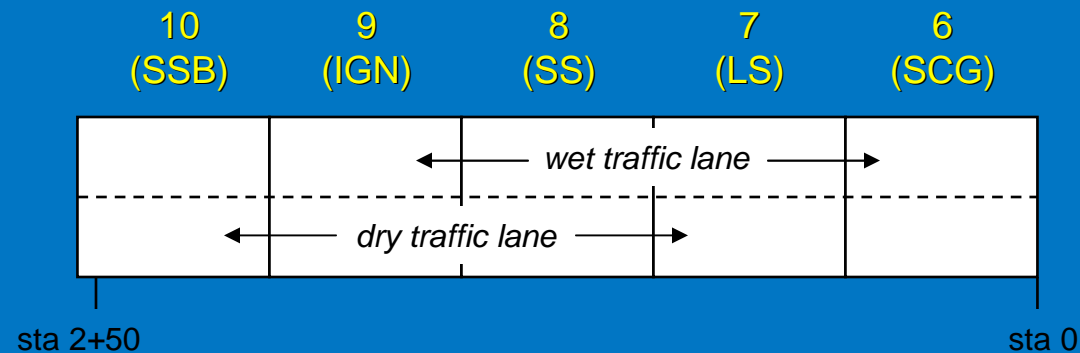 10 9 8 7 6
(SSB) (IGN) (SS) (LS) (SCG)
wet traffic lane
dry traffic lane
sta 2+50 sta 0